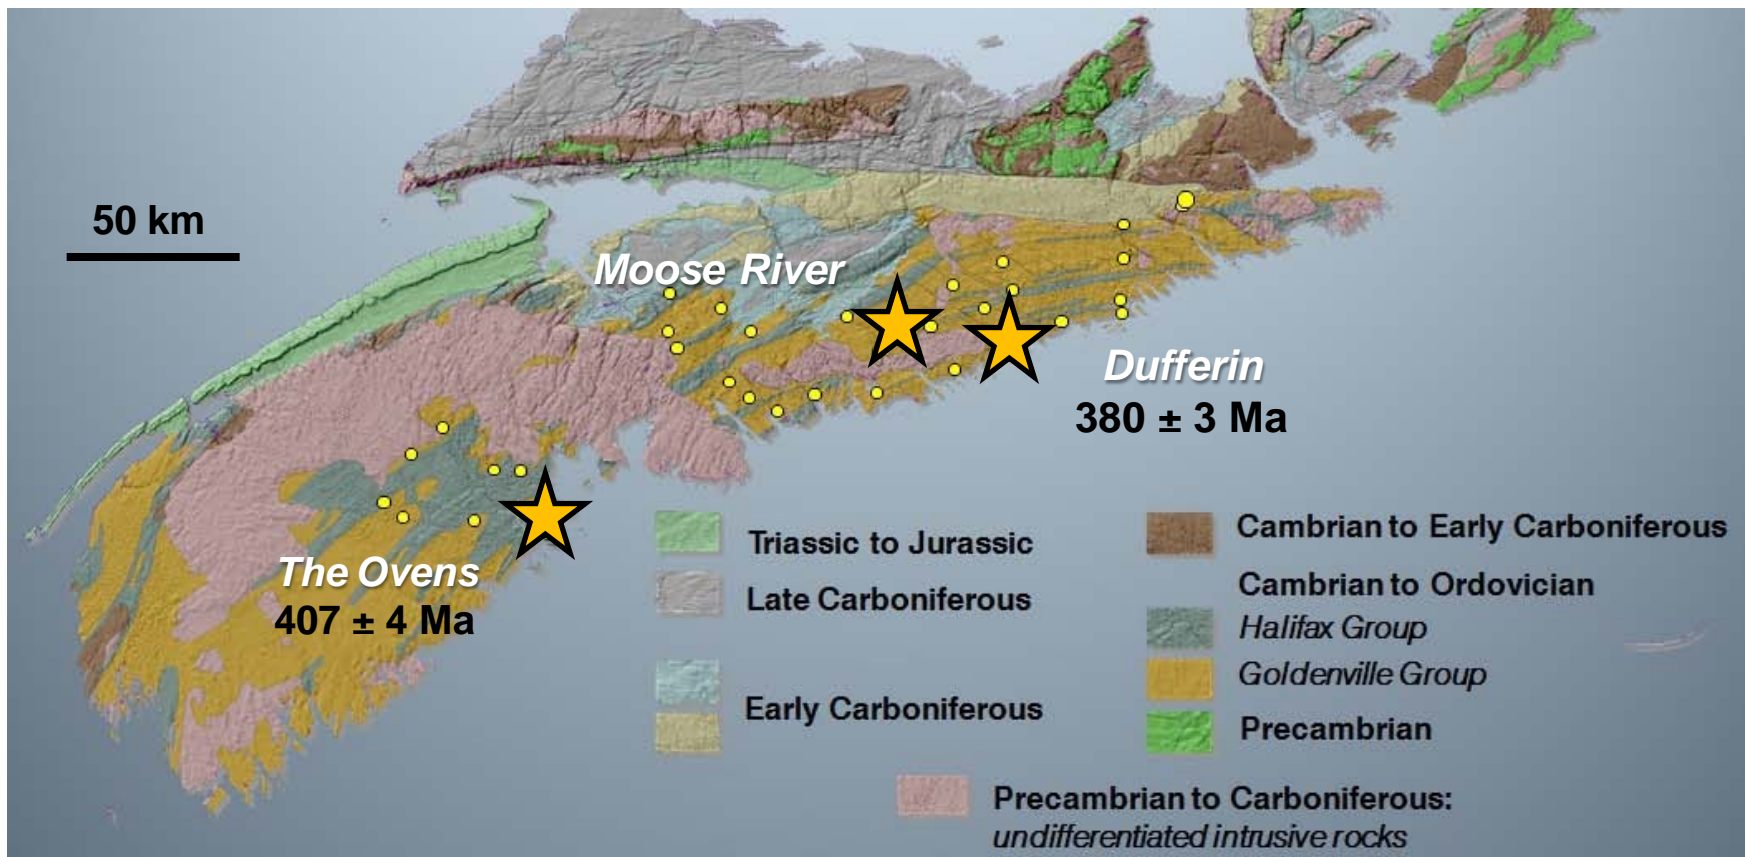 50 km
Moose River
Dufferin
380 ± 3 Ma
The Ovens
407 ± 4 Ma
Triassic to Jurassic
Late Carboniferous
Early Carboniferous
Cambrian to Early Carboniferous
Cambrian to Ordovician
Halifax Group
Goldenville Group
Precambrian
Precambrian to Carboniferous:
undifferentiated intrusive rocks